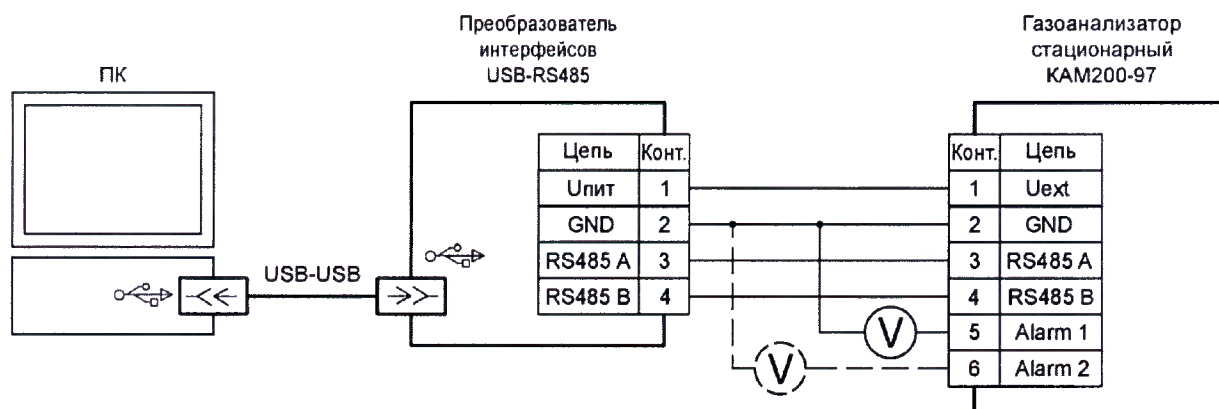 Преобразователь
интерфейсов
USB-RS485
Газоанализатор
стационарный
КАМ200-97
ПК
Цепь Конт.
Uпит 1
GND 2
RS485 A 3
RS485 B 4
Конт. Цепь
1 Uext
2 GND
3 RS485 A
4 RS485 B
5 Alarm 1
6 Alarm 2
USB-USB
V
V